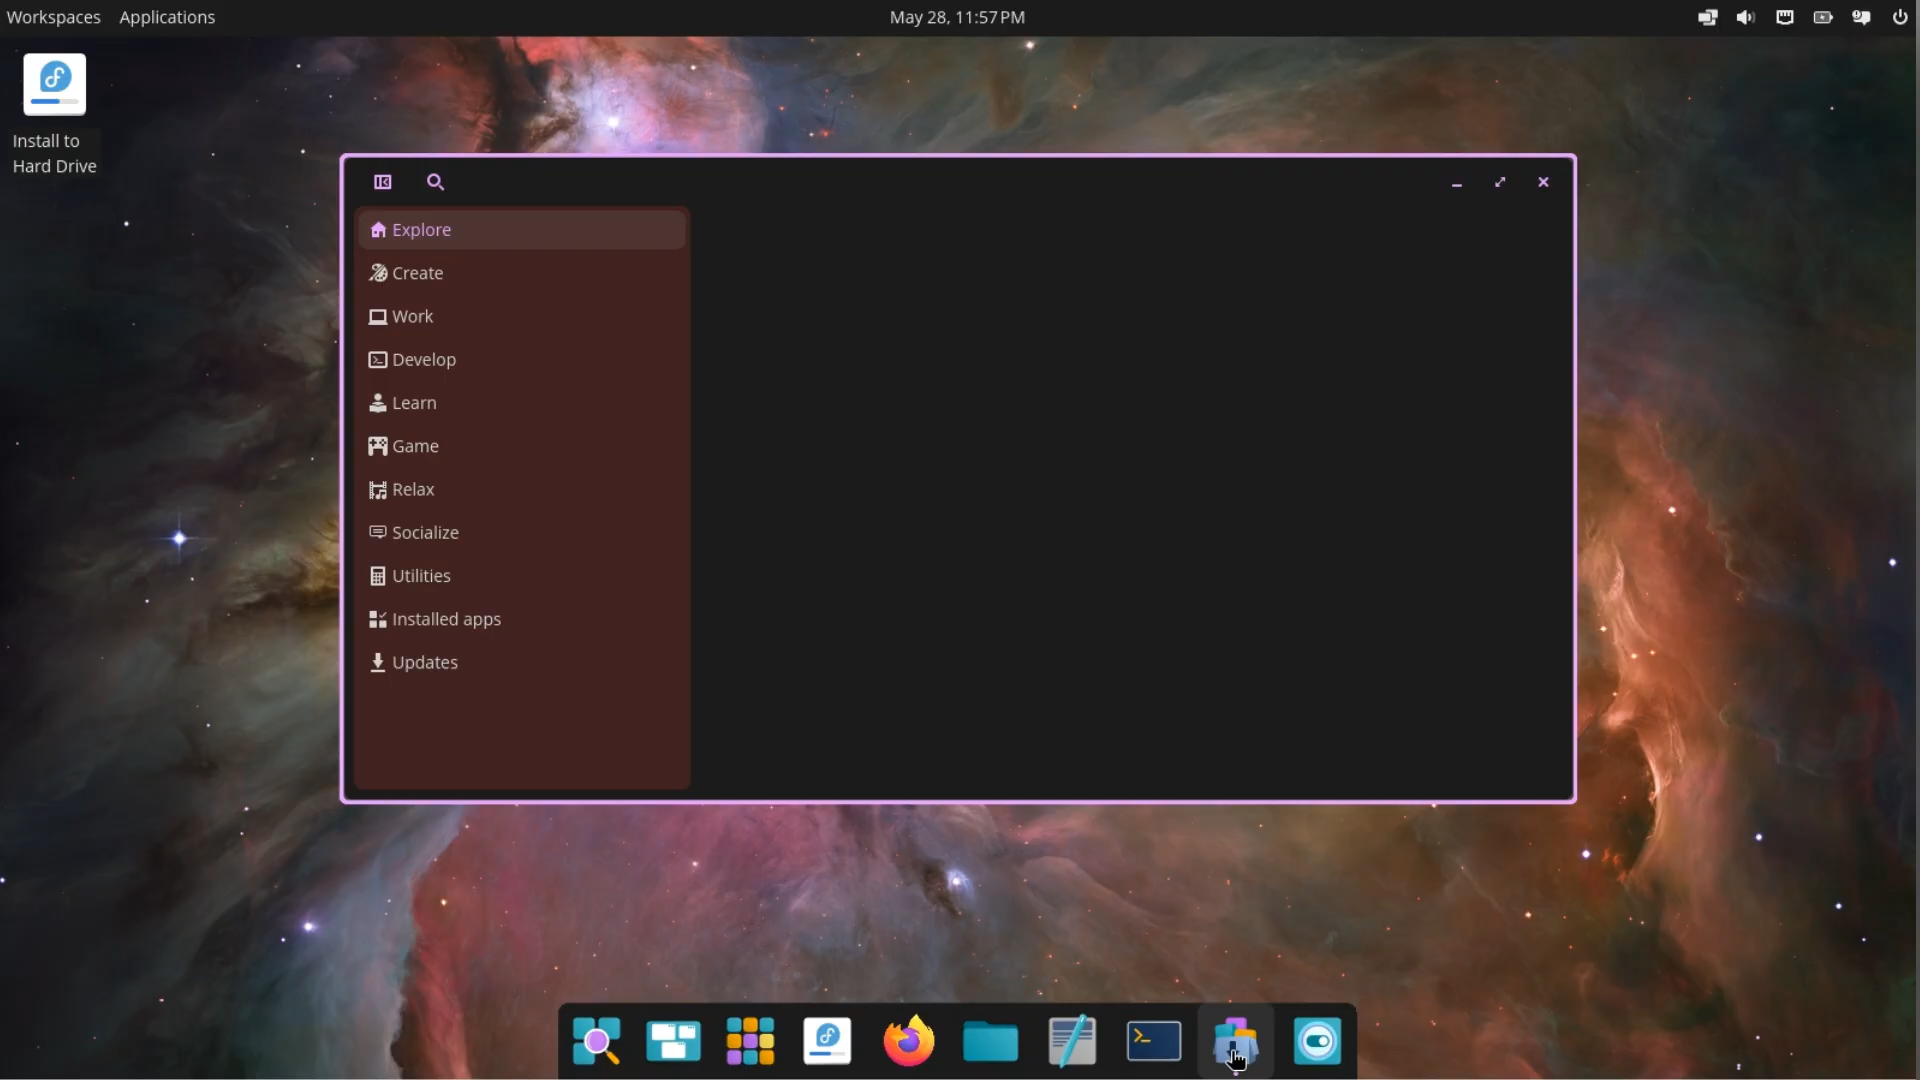 Workspaces Applications May 28, 11:57 PM
Install to
Hard Drive
Explore
Create
Work
Develop
Learn
Game
Relax
Socialize
Utilities
Installed apps
Updates